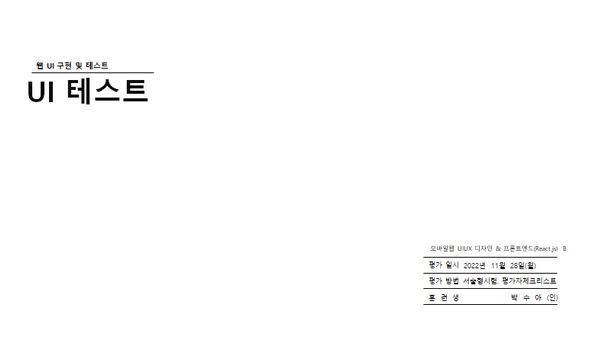 웹 UI 구현 및 테스트
UI 테스트
모바일웹 UIUX 디자인 & 프론트엔드(React.js) B
평가 일시 2022년 11월 28일(월)
평가 방법 서술형시험, 평가자체크리스트
훈 련 생 박 수 아 (인)